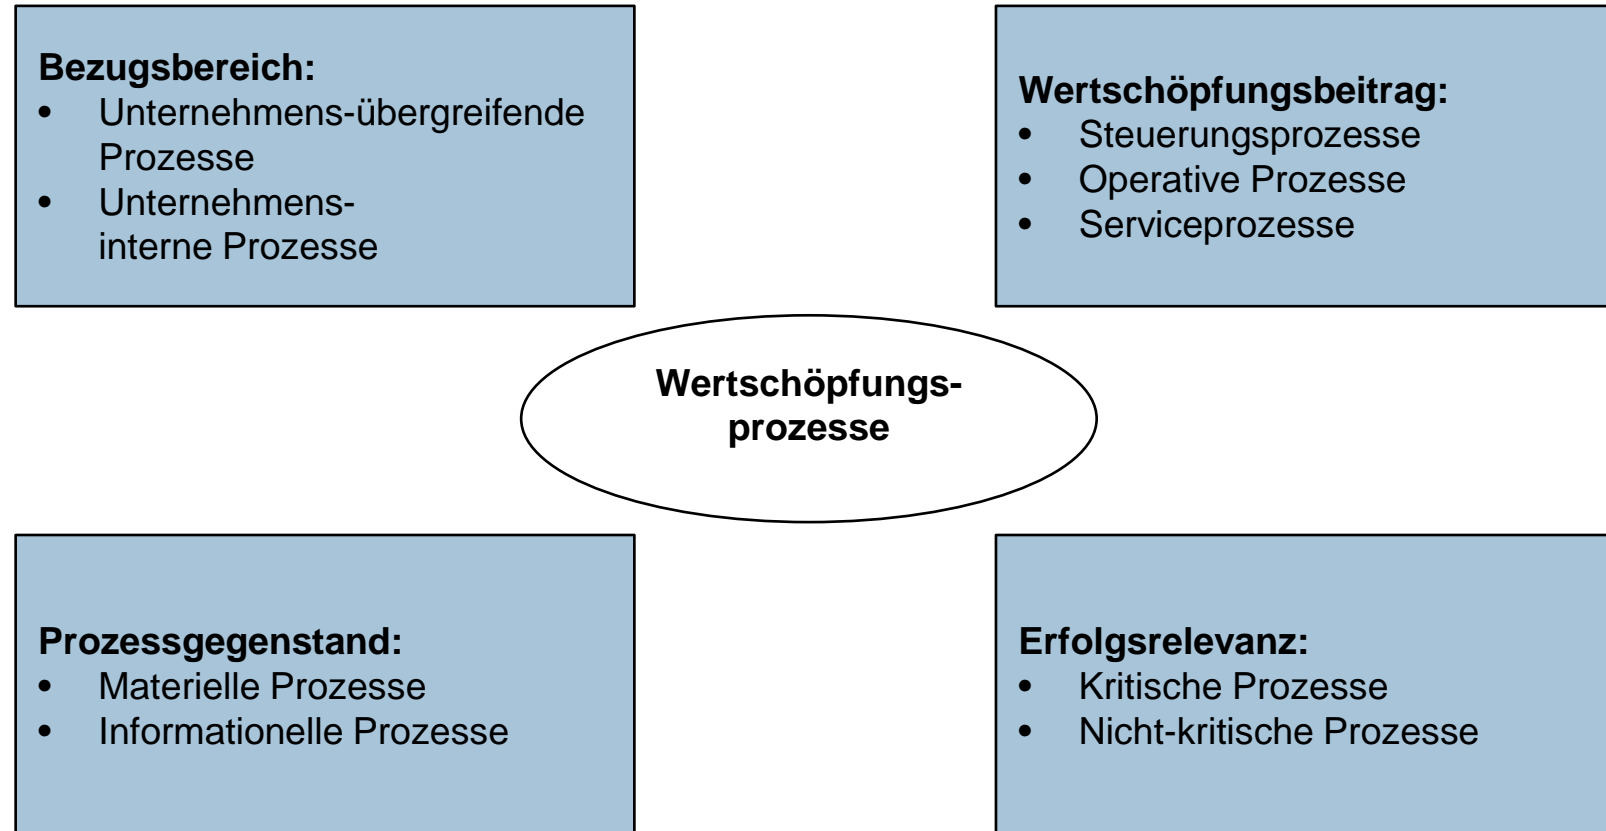 Bezugsbereich:
• Unternehmens-übergreifende
Prozesse
• Unternehmens-
interne Prozesse
Wertschöpfungsbeitrag:
• Steuerungsprozesse
• Operative Prozesse
• Serviceprozesse
Wertschöpfungs-
prozesse
Prozessgegenstand:
• Materielle Prozesse
• Informationelle Prozesse
Erfolgsrelevanz:
• Kritische Prozesse
• Nicht-kritische Prozesse